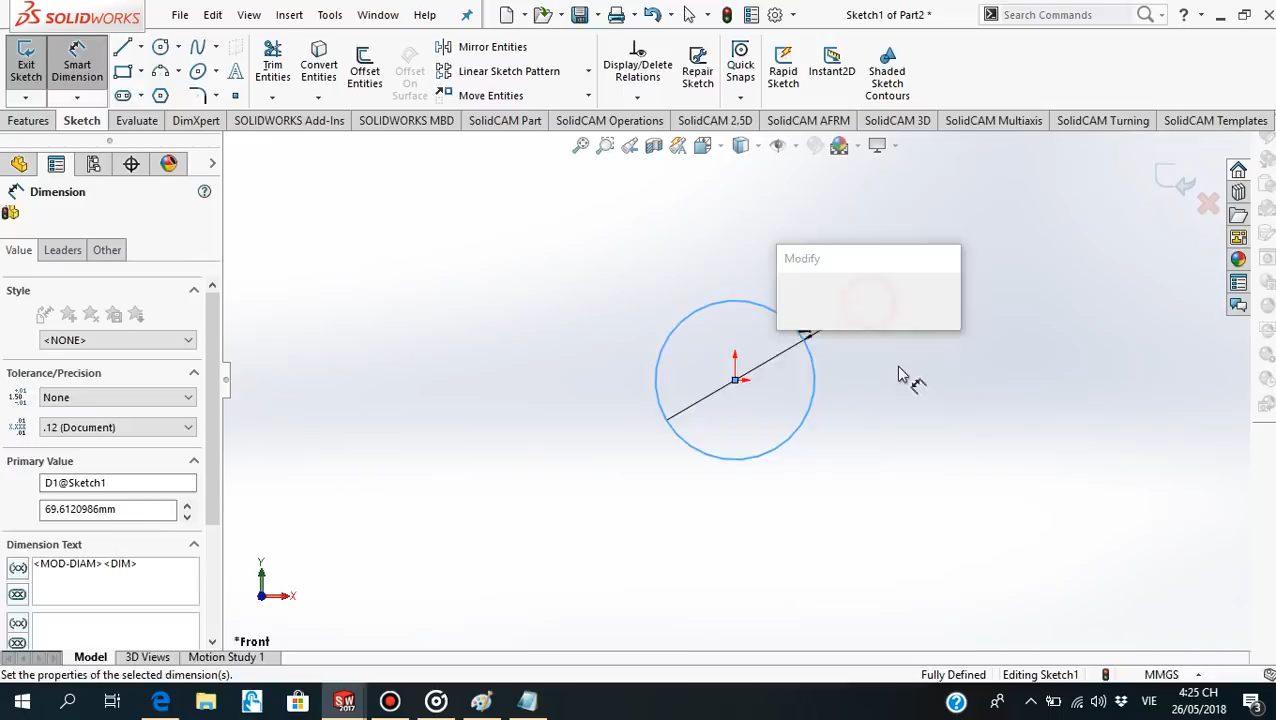 SOLIDWORKS File Edit View Insert Tools Window Help Sketch1 of Part2 * Search Commands ?
Exit Sketch
Smart Dimension
Trim Entities
Convert Entities
Offset Entities
Offset On Surface
Mirror Entities
Linear Sketch Pattern
Move Entities
Display/Delete Relations
Repair Sketch
Quick Snaps
Rapid Sketch
Instant2D
Shaded Sketch Contours
Features Sketch Evaluate DimXpert SOLIDWORKS Add-Ins SOLIDWORKS MBD SolidCAM Part SolidCAM Operations SolidCAM 2.5D SolidCAM AFRM SolidCAM 3D SolidCAM Multiaxis SolidCAM Turning SolidCAM Templates
Dimension
Value Leaders Other
Style
<NONE>
Tolerance/Precision
None
.12 (Document)
Primary Value
D1@Sketch1
69.6120986mm
Dimension Text
<MOD-DIAM><DIM>
Modify
Y
X
*Front
Model 3D Views Motion Study 1
Set the properties of the selected dimension(s). Fully Defined Editing Sketch1 MMGS
SW 2017
VIE
4:25 CH
26/05/2018
3